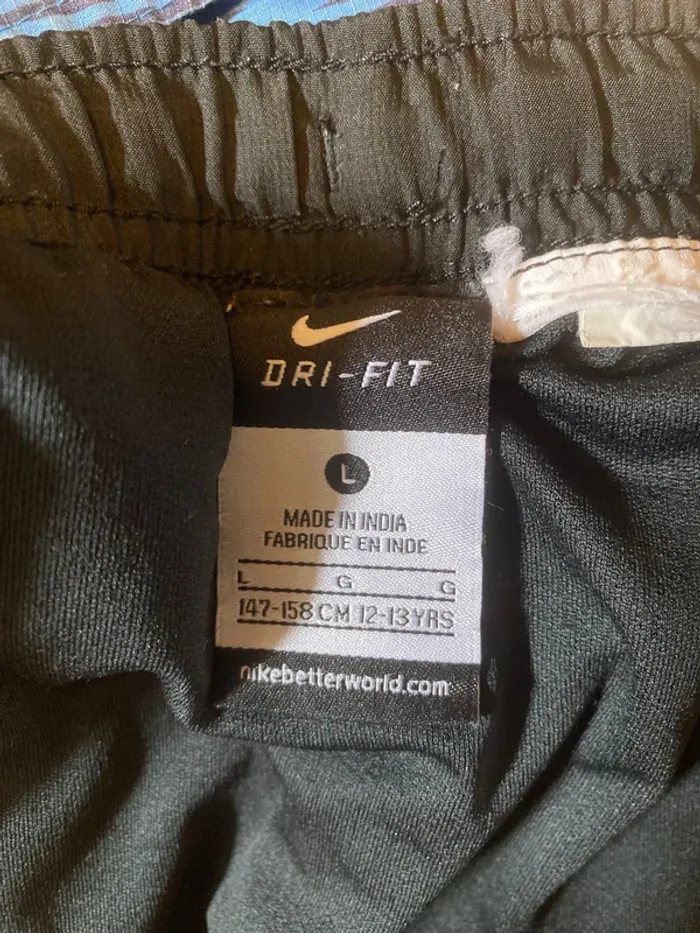 DRI-FIT
L
MADE IN INDIA
FABRIQUE EN INDE
L G G
147-158 CM 12-13 YRS
nikebetterworld.com